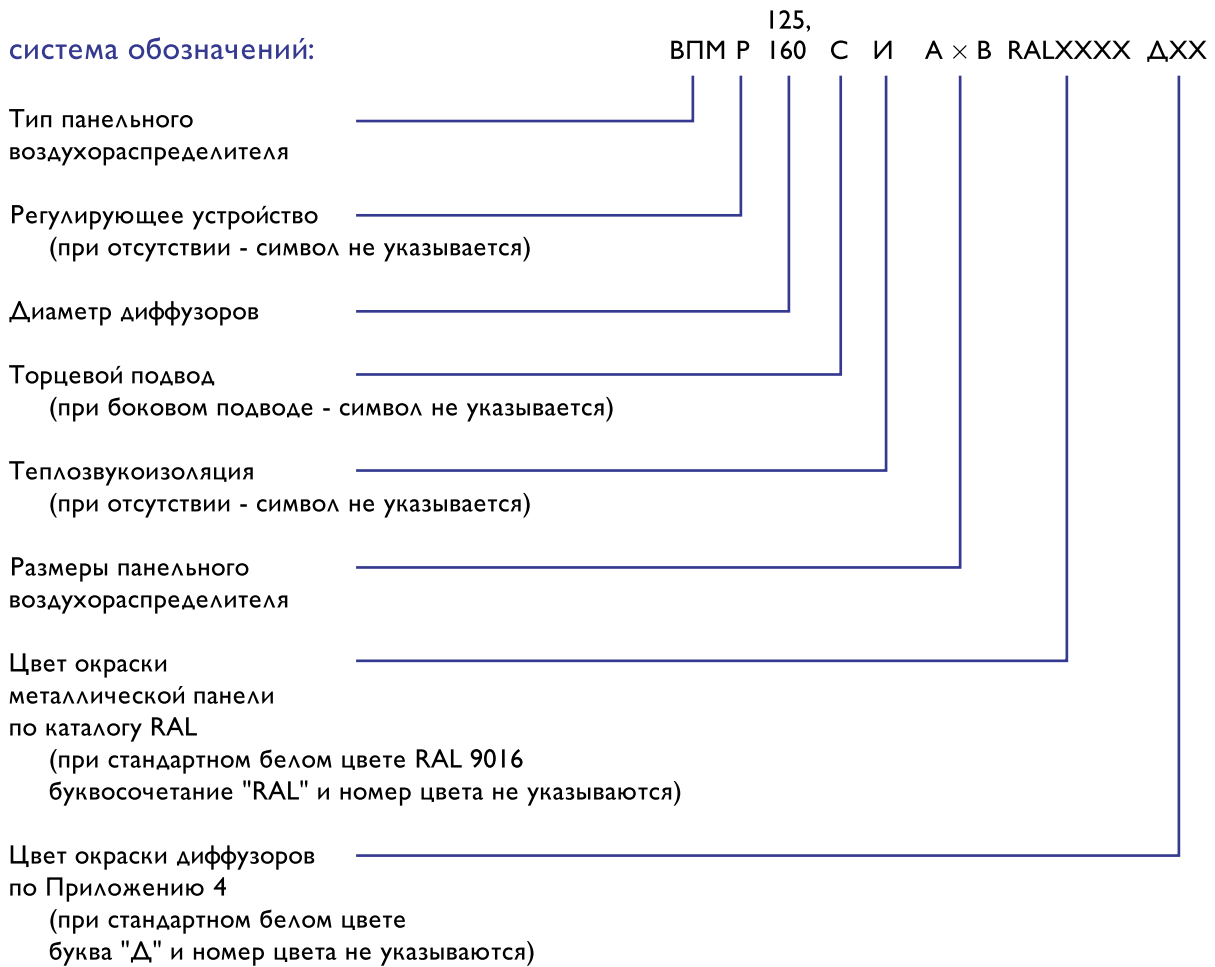 125,
система обозначений: ВПМ Р 160 С И А × В RALXXXX ДХХ
Тип панельного
воздухораспределителя
Регулирующее устройство
(при отсутствии - символ не указывается)
Диаметр диффузоров
Торцевой подвод
(при боковом подводе - символ не указывается)
Теплозвукоизоляция
(при отсутствии - символ не указывается)
Размеры панельного
воздухораспределителя
Цвет окраски
металлической панели
по каталогу RAL
(при стандартном белом цвете RAL 9016
буквосочетание "RAL" и номер цвета не указываются)
Цвет окраски диффузоров
по Приложению 4
(при стандартном белом цвете
буква "Д" и номер цвета не указываются)